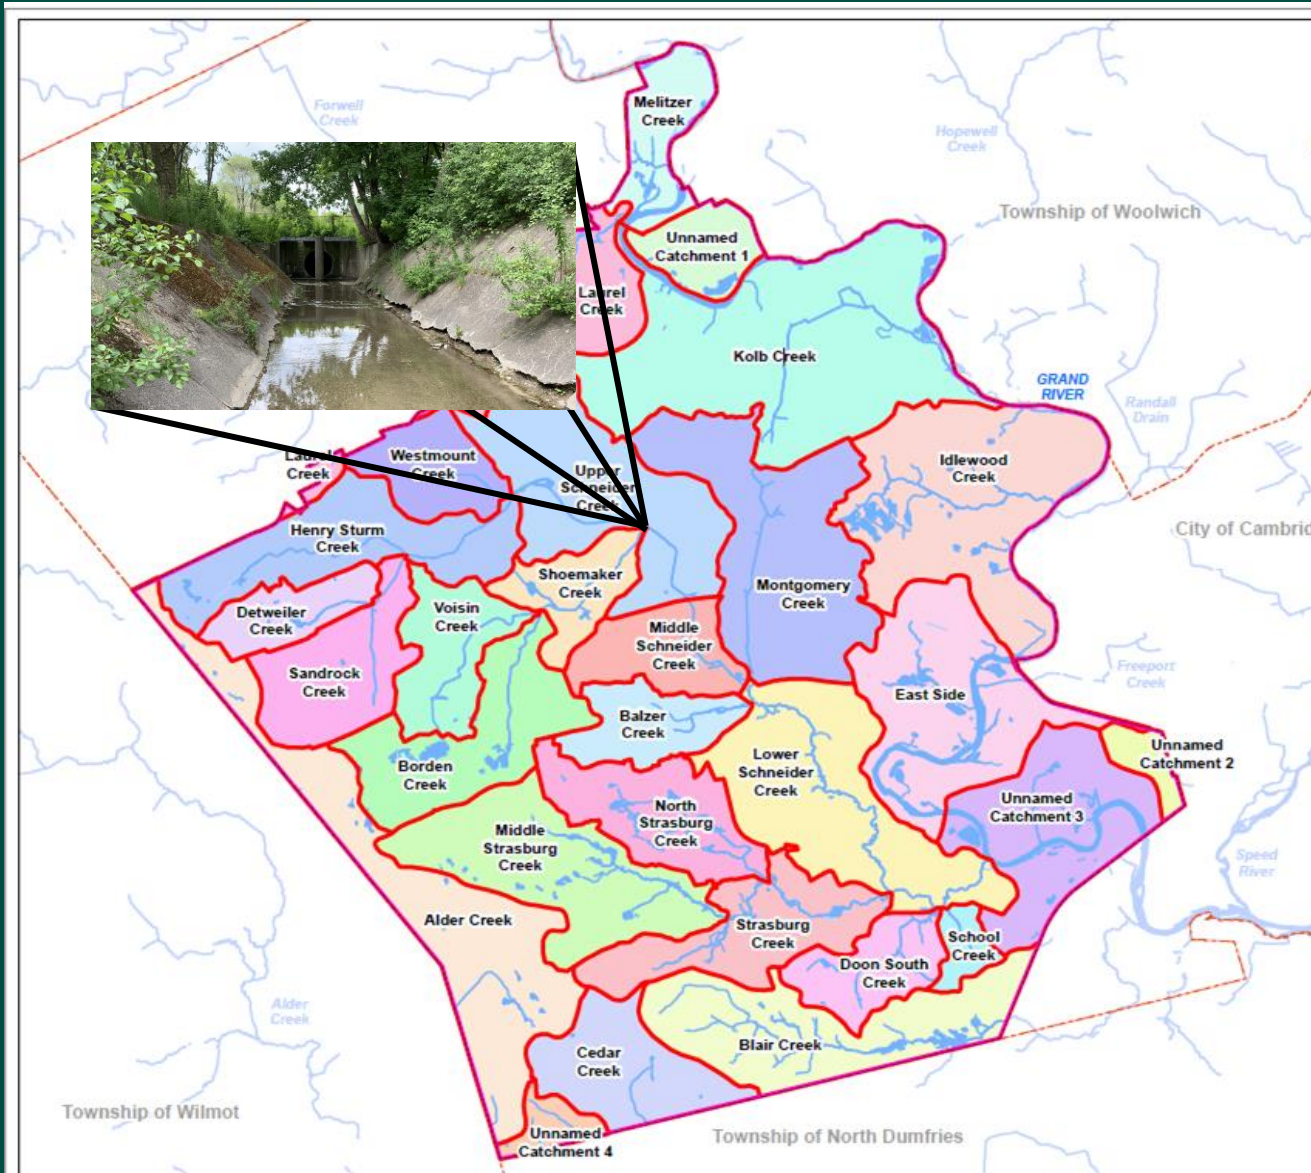 Melitzer
Creek
Forwell
Creek
Hopewell
Creek
Township of Woolwich
Unnamed
Catchment 1
Laurel
Creek
Kolb Creek
GRAND
RIVER
Randall
Drain
Laurel
Creek
Westmount
Creek
Upper
Schneider
Creek
Idlewood
Creek
Henry Sturm
Creek
City of Cambrid
Shoemaker
Creek
Montgomery
Creek
Detweiler
Creek
Voisin
Creek
Middle
Schneider
Creek
Freeport
Creek
Sandrock
Creek
East Side
Balzer
Creek
Unnamed
Catchment 2
Borden
Creek
Lower
Schneider
Creek
Unnamed
Catchment 3
North
Strasburg
Creek
Middle
Strasburg
Creek
Speed
River
Alder Creek
Strasburg
Creek
School
Creek
Doon South
Creek
Alder
Creek
Blair Creek
Cedar
Creek
Township of Wilmot
Unnamed
Catchment 4
Township of North Dumfries